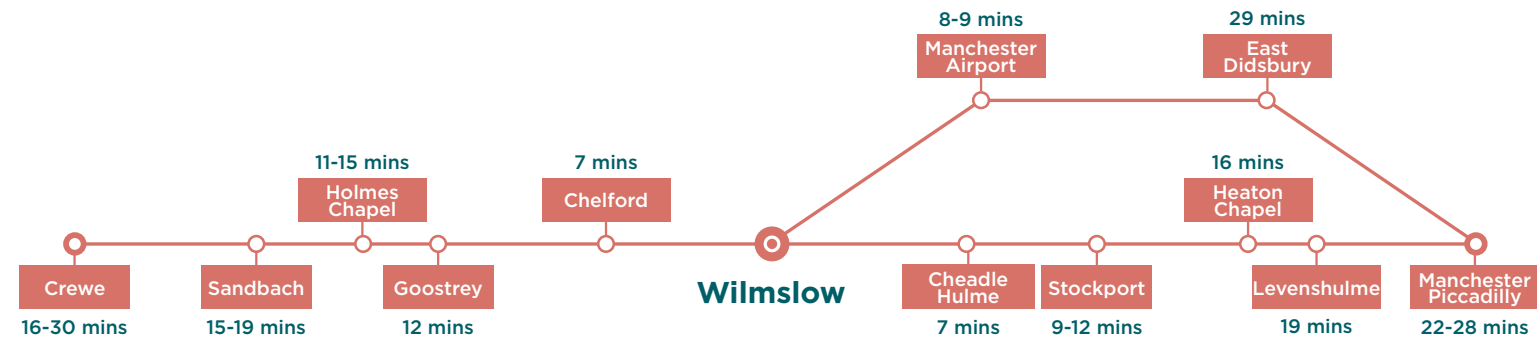 8-9 mins
Manchester
Airport
29 mins
East
Didsbury
11-15 mins
Holmes
Chapel
7 mins
Chelford
16 mins
Heaton
Chapel
Crewe
16-30 mins
Sandbach
15-19 mins
Goostrey
12 mins
Wilmslow
Cheadle
Hulme
7 mins
Stockport
9-12 mins
Levenshulme
19 mins
Manchester
Piccadilly
22-28 mins